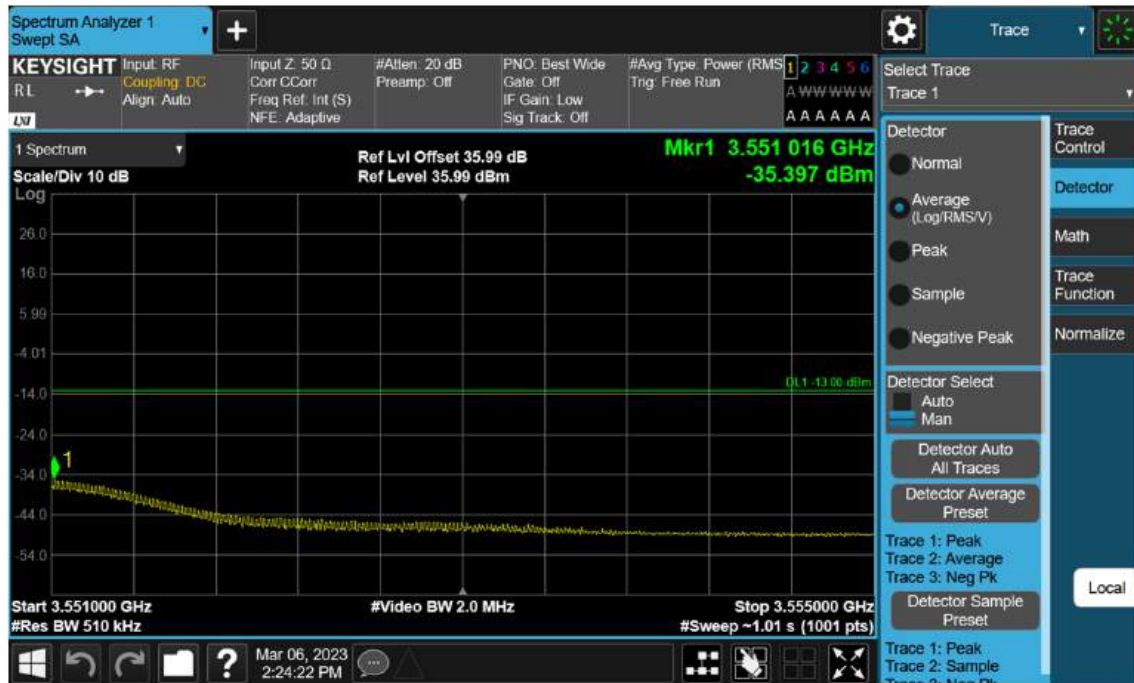 Spectrum Analyzer 1
Swept SA
+
Trace
KEYSIGHT
RL
LXI
Input: RF
Coupling: DC
Align: Auto
Input Z: 50 Ω
Corr CCorr
Freq Ref: Int (S)
NFE: Adaptive
#Atten: 20 dB
Preamp: Off
PNO: Best Wide
Gate: Off
IF Gain: Low
Sig Track: Off
#Avg Type: Power (RMS
Trig: Free Run
1 2 3 4 5 6
A W W W W W
A A A A A A
Select Trace
Trace 1
1 Spectrum
Scale/Div 10 dB
Log
Ref Lvl Offset 35.99 dB
Ref Level 35.99 dBm
Mkr1 3.551 016 GHz
-35.397 dBm
26.0
16.0
5.99
-4.01
-14.0
-24.0
-34.0
-44.0
-54.0
DL1 -13.00 dBm
1
Start 3.551000 GHz
#Res BW 510 kHz
#Video BW 2.0 MHz
Stop 3.555000 GHz
#Sweep ~1.01 s (1001 pts)
Detector
Normal
Average
(Log/RMS/V)
Peak
Sample
Negative Peak
Detector Select
Auto
Man
Detector Auto
All Traces
Detector Average
Preset
Trace 1: Peak
Trace 2: Average
Trace 3: Neg Pk
Detector Sample
Preset
Trace 1: Peak
Trace 2: Sample
Trace 3: Neg Pk
Trace
Control
Detector
Math
Trace
Function
Normalize
Local
?
Mar 06, 2023
2:24:22 PM